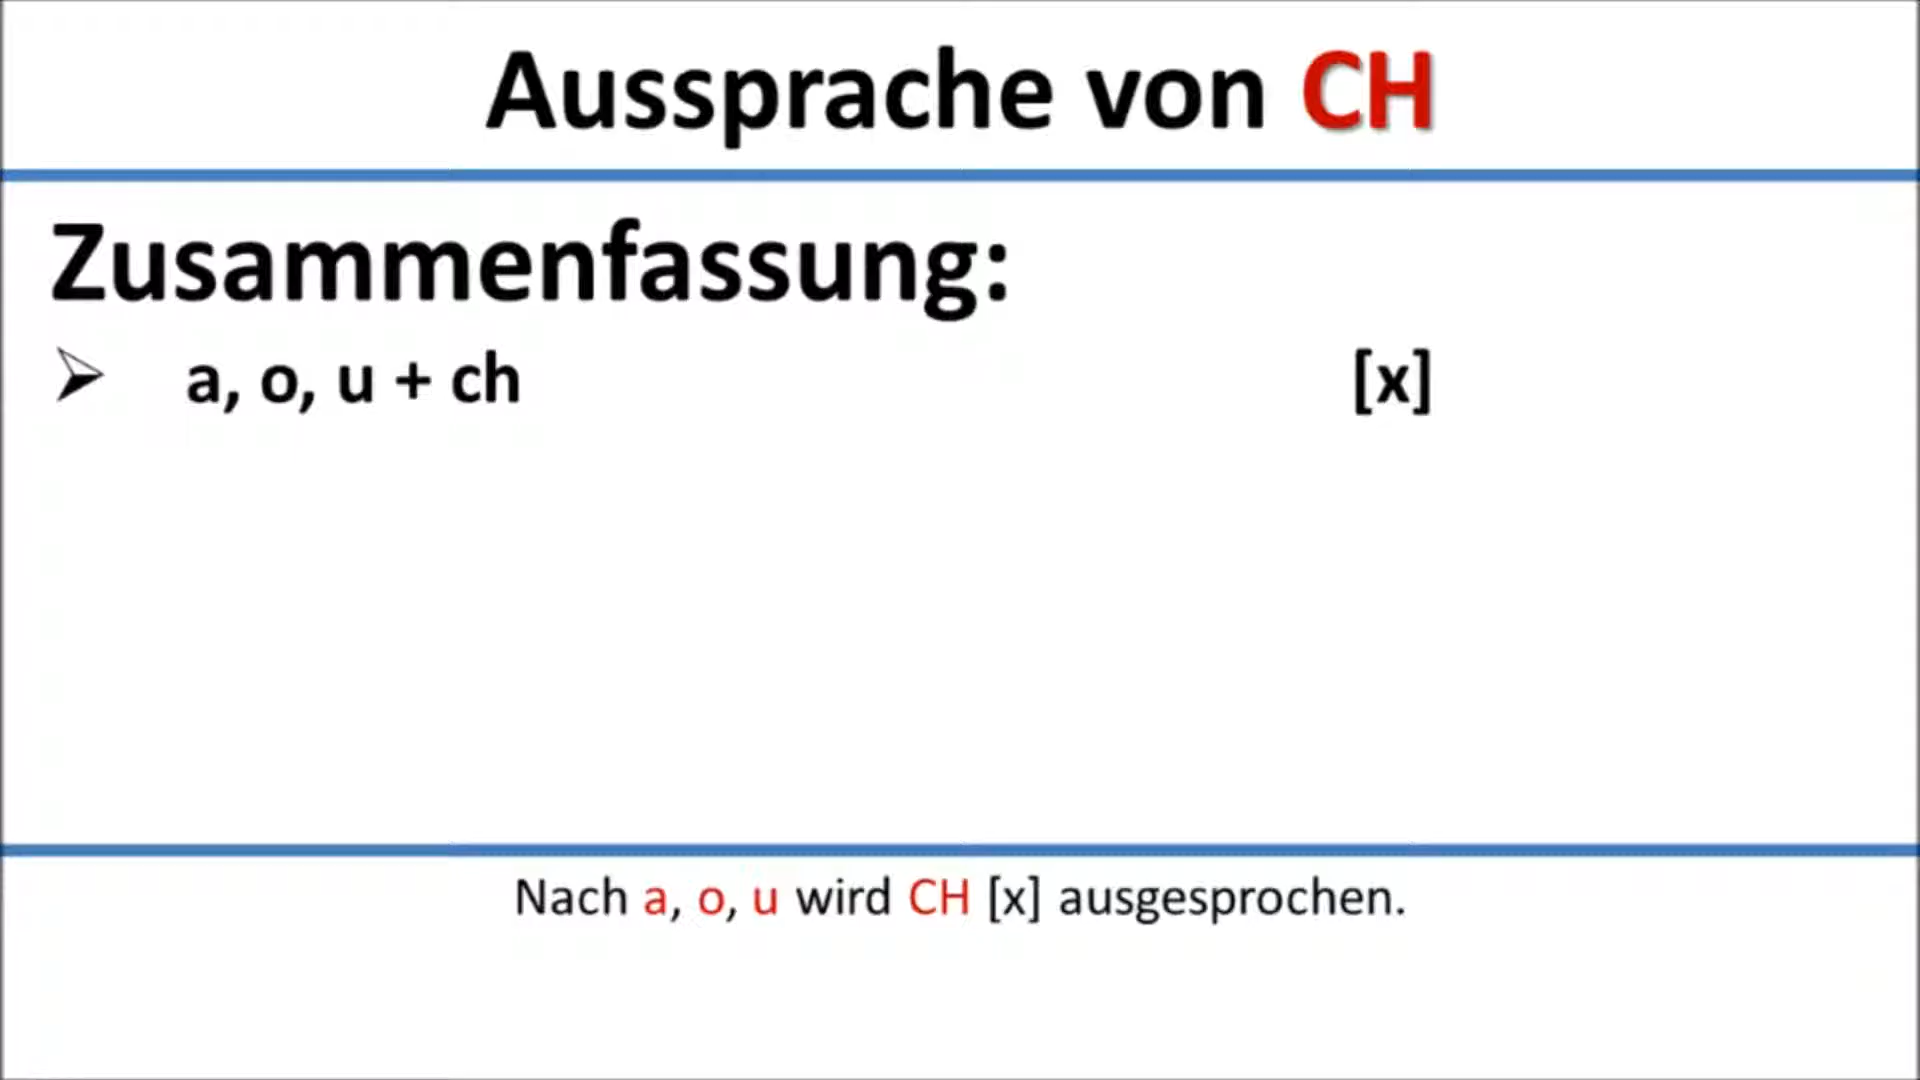 Aussprache von CH
Zusammenfassung:
a, o, u + ch [x]
Nach a, o, u wird CH [x] ausgesprochen.